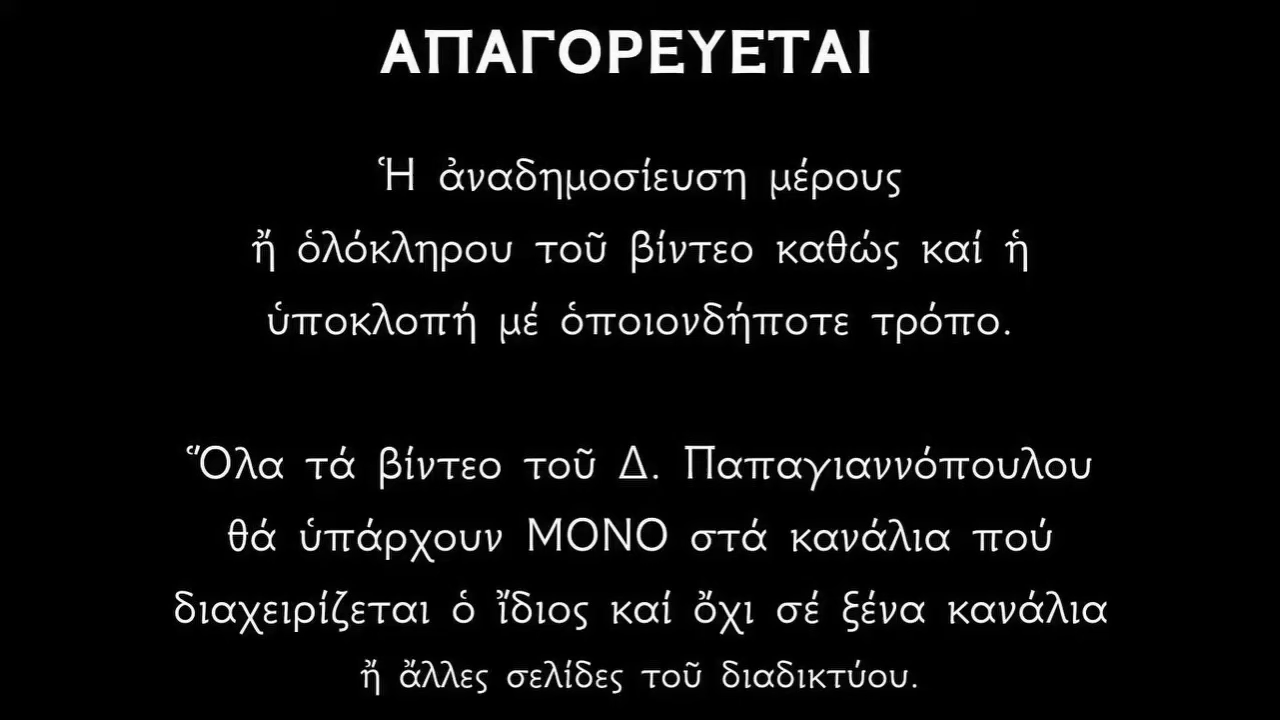 ΑΠΑΓΟΡΕΥΕΤΑΙ
Ἡ ἀναδημοσίευση μέρους
ἤ ὁλόκληρου τοῦ βίντεο καθώς καί ἡ
ὑποκλοπή μέ ὁποιονδήποτε τρόπο.
Ὅλα τά βίντεο τοῦ Δ. Παπαγιαννόπουλου
θά ὑπάρχουν ΜΟΝΟ στά κανάλια πού
διαχειρίζεται ὁ ἴδιος καί ὄχι σέ ξένα κανάλια
ἤ ἄλλες σελίδες τοῦ διαδικτύου.